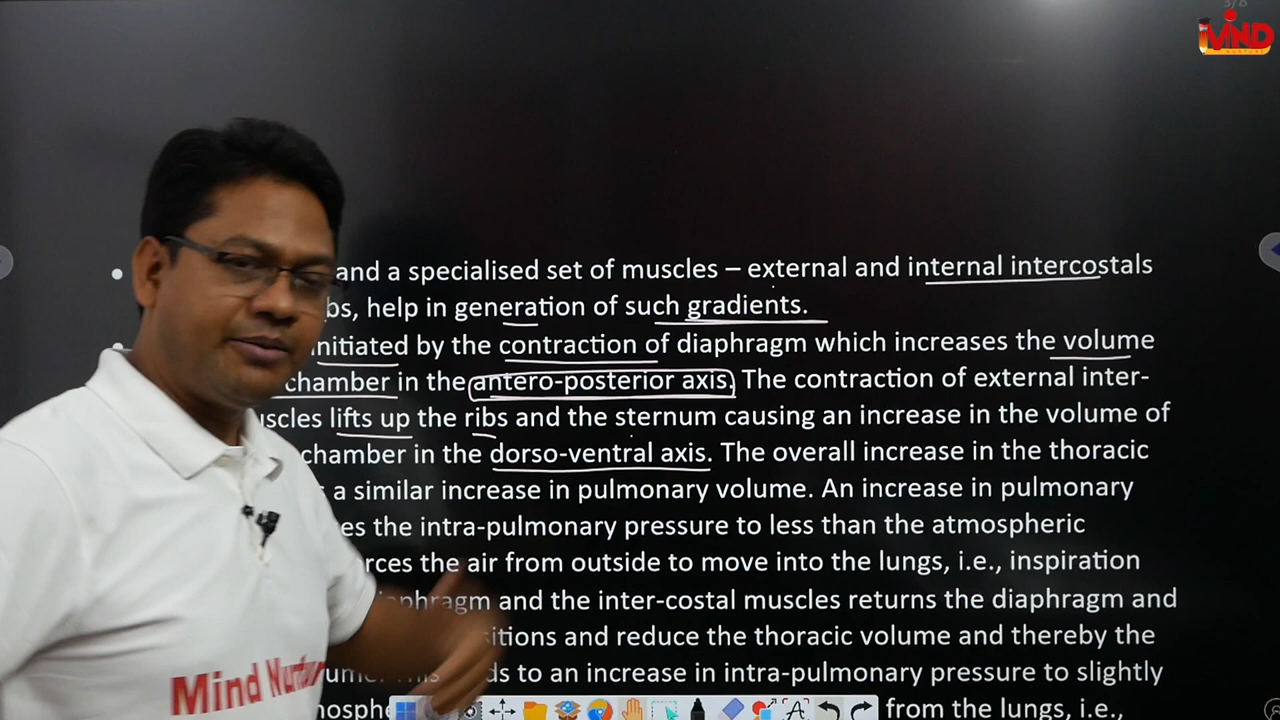 3/8
MIND
and a specialised set of muscles – external and internal intercostals
bs, help in generation of such gradients.
initiated by the contraction of diaphragm which increases the volume
chamber in the antero-posterior axis. The contraction of external inter-
uscles lifts up the ribs and the sternum causing an increase in the volume of
chamber in the dorso-ventral axis. The overall increase in the thoracic
a similar increase in pulmonary volume. An increase in pulmonary
es the intra-pulmonary pressure to less than the atmospheric
rces the air from outside to move into the lungs, i.e., inspiration
aphragm and the inter-costal muscles returns the diaphragm and
sitions and reduce the thoracic volume and thereby the
ds to an increase in intra-pulmonary pressure to slightly
from the lungs, i.e.,
Mind Nurtur